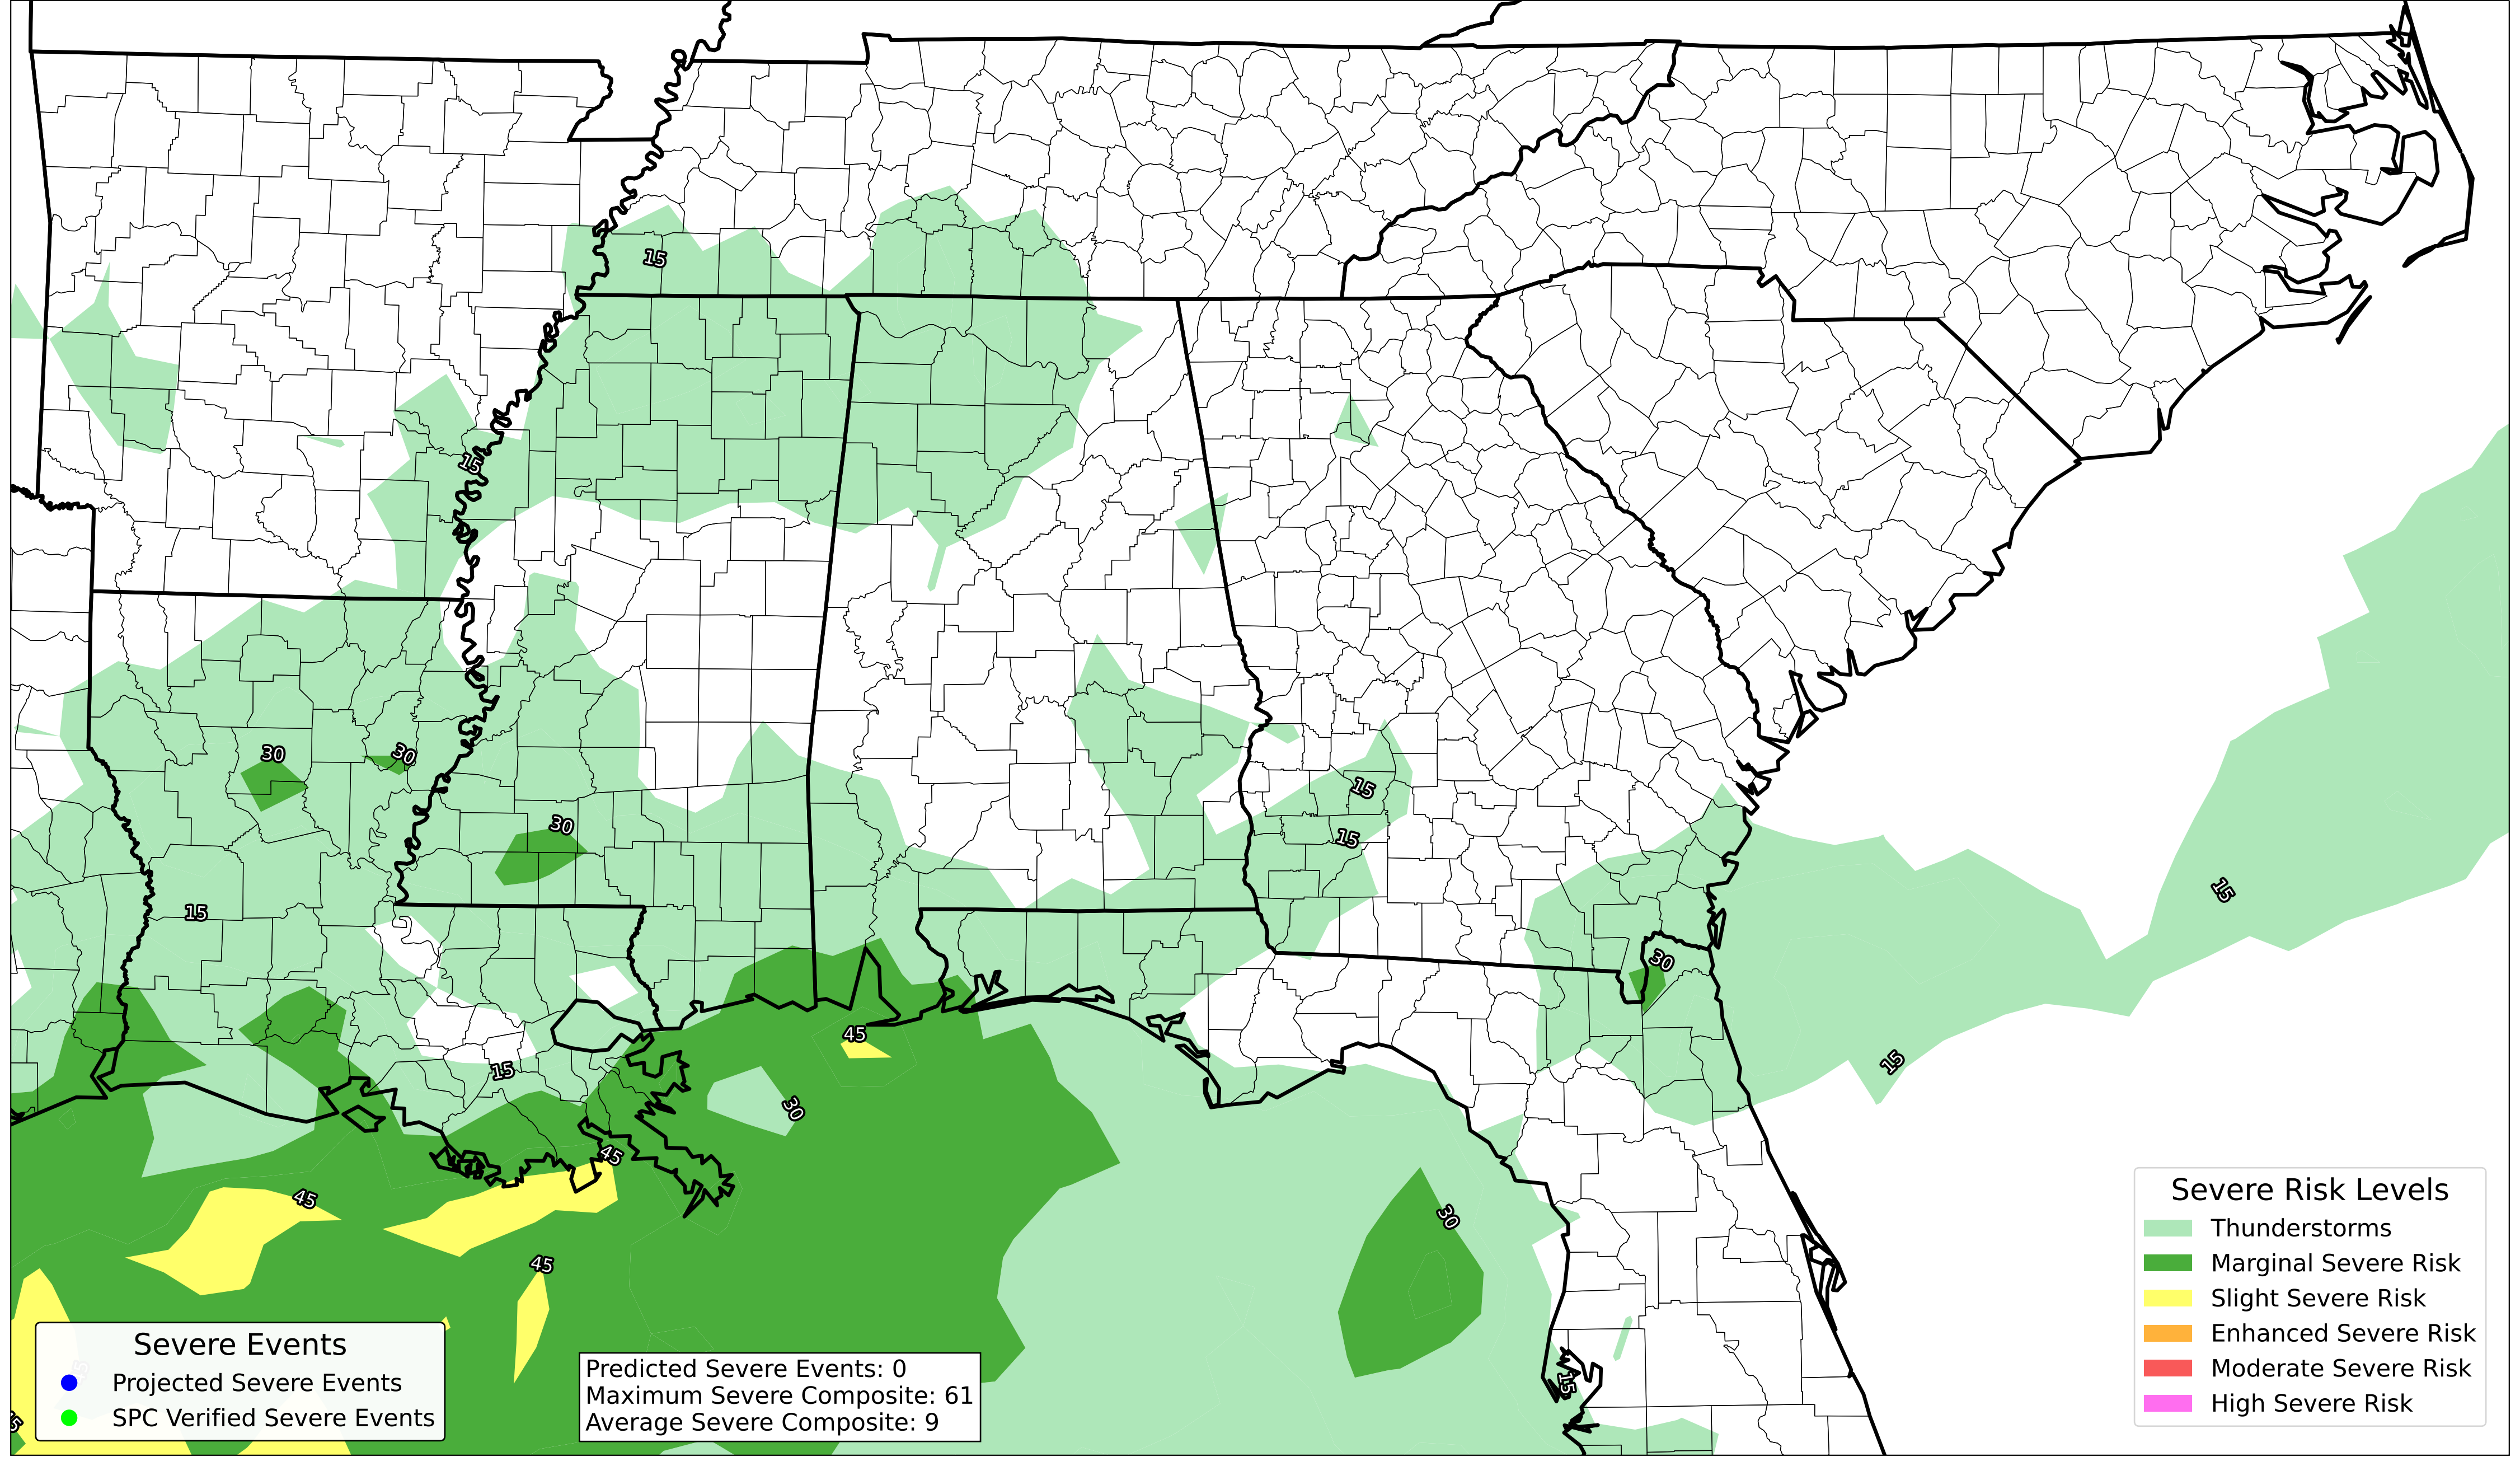 15
15
30
30
30
15
15
15
15
30
15
45
15
30
45
45
30
45
15
Severe Risk Levels
Thunderstorms
Marginal Severe Risk
Slight Severe Risk
Enhanced Severe Risk
Moderate Severe Risk
High Severe Risk
Severe Events
Projected Severe Events
SPC Verified Severe Events
Predicted Severe Events: 0
Maximum Severe Composite: 61
Average Severe Composite: 9